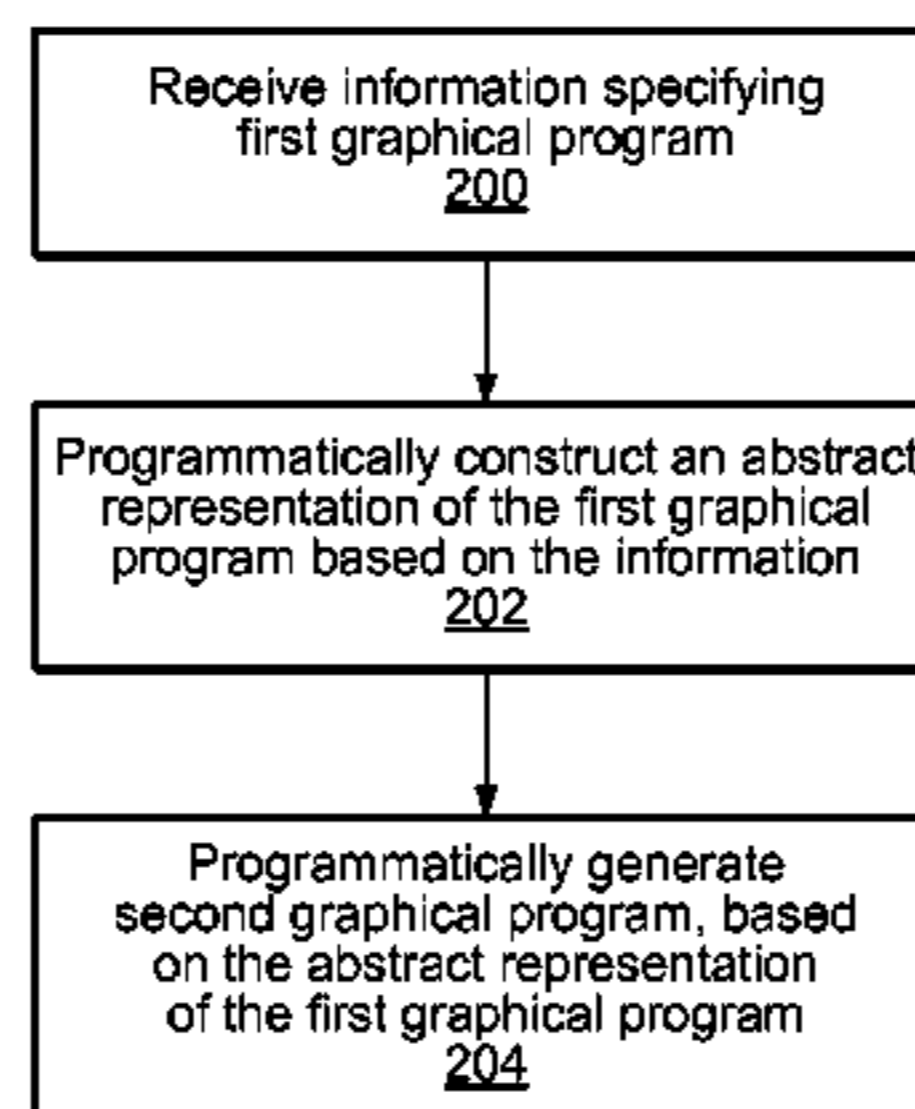 Receive information specifying
first graphical program
200
Programmatically construct an abstract
representation of the first graphical
program based on the information
202
Programmatically generate
second graphical program, based
on the abstract representation
of the first graphical program
204